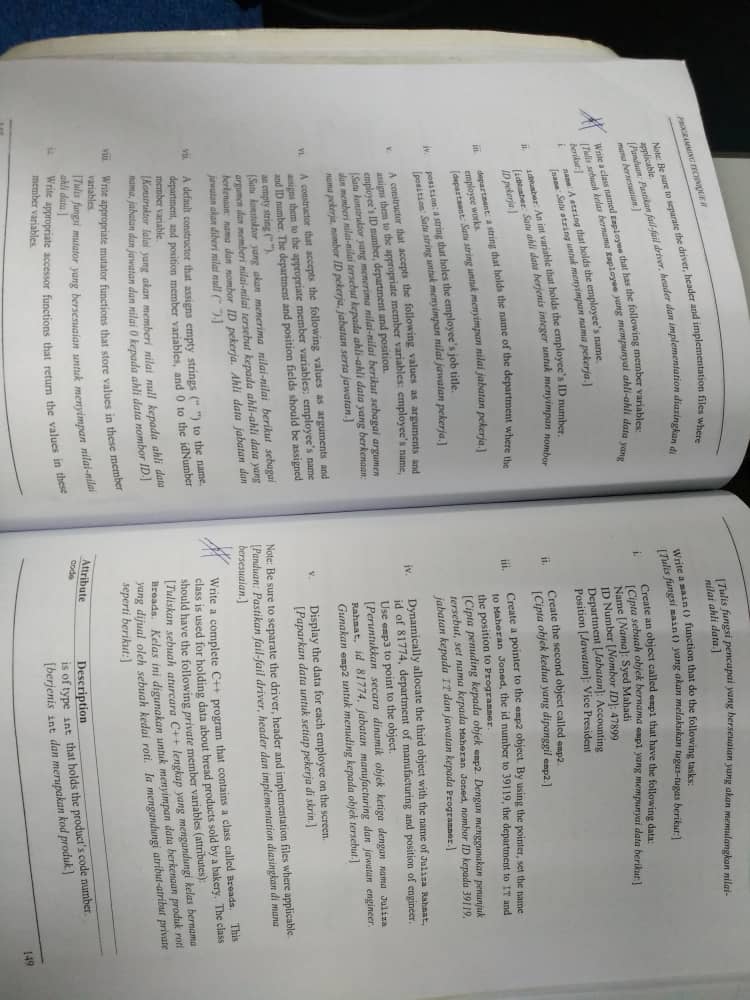 PROGRAMMING TECHNIQUE II
Note: Be sure to separate the driver, header and implementation files where
applicable.
[Panduan: Pastikan fail-fail driver, header dan implementation diasingkan di
mana bersesuaian.]
Write a class named Employee that has the following member variables:
[Tulis sebuah kelas bernama Employee yang mempunyai ahli-ahli data yang
berikut:]
i. name: A string that holds the employee's name.
[name: Satu string untuk menyimpan nama pekerja.]
ii. idNumber: An int variable that holds the employee's ID number.
[idNumber: Satu ahli data berjenis integer untuk menyimpan nombor
ID pekerja.]
iii. department: a string that holds the name of the department where the
employee works.
[department: Satu string untuk menyimpan nilai jabatan pekerja.]
iv. position: a string that holes the employee's job title.
[position: Satu string untuk menyimpan nilai jawatan pekerja.]
v. A constructor that accepts the following values as arguments and
assigns them to the appropriate member variables: employee's name,
employee's ID number, department and position.
[Satu konstruktor yang menerima nilai-nilai berikut sebagai argumen
dan memberi nilai-nilai tersebut kepada ahli-ahli data yang berkenaan:
nama pekerja, nombor ID pekerja, jabatan serta jawatan.]
vi. A constructor that accepts the following values as arguments and
assigns them to the appropriate member variables: employee's name
and ID number. The department and position fields should be assigned
an empty string (" ").
[Satu konstruktor yang akan menerima nilai-nilai berikut sebagai
argumen dan memberi nilai-nilai tersebut kepada ahli-ahli data yang
berkenaan: nama dan nombor ID pekerja. Ahli data jabatan dan
jawatan akan diberi nilai null (" ").]
vii. A default constructor that assigns empty strings (" ") to the name,
department, and position member variables, and 0 to the idNumber
member variable.
[Konstruktor lalai yang akan memberi nilai null kepada ahli data
nama, jabatan dan jawatan dan nilai 0 kepada ahli data nombor ID.]
viii. Write appropriate mutator functions that store values in these member
variables.
[Tulis fungsi mutator yang bersesuaian untuk menyimpan nilai-nilai
ahli data.]
Write appropriate accessor functions that return the values in these
member variables.
[Tulis fungsi pencapai yang bersesuaian yang akan memulangkan nilai-
nilai ahli data.]
Write a main() function that do the following tasks:
[Tulis fungsi main() yang akan melakukan tugas-tugas berikut:]
i. Create an object called emp1 that have the following data:
[Cipta sebuah objek bernama emp1 yang mempunyai data berikut:]
Name [Nama]: Syed Mahadi
ID Number [Nombor ID]: 47899
Department [Jabatan]: Accounting
Position [Jawatan]: Vice President
ii. Create the second object called emp2.
[Cipta objek kedua yang dipanggil emp2.]
iii. Create a pointer to the emp2 object. By using the pointer, set the name
to Maheran Joned, the id number to 39119, the department to IT and
the position to Programmer.
[Cipta penuding kepada objek emp2. Dengan menggunakan penunjuk
tersebut, set nama kepada Maheran Joned, nombor ID kepada 39119,
jabatan kepada IT dan jawatan kepada Programmer.]
iv. Dynamically allocate the third object with the name of Juliza Rahmat,
id of 81774, department of manufacturing and position of engineer.
Use emp3 to point to the object.
[Peruntukkan secara dinamik objek ketiga dengan nama Juliza
Rahmat, id 81774, jabatan manufacturing dan jawatan engineer.
Gunakan emp2 untuk menuding kepada objek tersebut.]
v. Display the data for each employee on the screen.
[Paparkan data untuk setiap pekerja di skrin.]
Note: Be sure to separate the driver, header and implementation files where applicable.
[Panduan: Pastikan fail-fail driver, header dan implementation diasingkan di mana
bersesuaian.]
Write a complete C++ program that contains a class called Breads. This
class is used for holding data about bread products sold by a bakery. The class
should have the following private member variables (attributes):
[Tuliskan sebuah aturcara C++ lengkap yang mengandungi kelas bernama
Breads. Kelas ini digunakan untuk menyimpan data berkenaan produk roti
yang dijual oleh sebuah kedai roti. Ia mengandungi atribut-atribut private
seperti berikut:]
Attribute Description
code is of type int that holds the product's code number.
[berjenis int dan merupakan kod produk.]
149